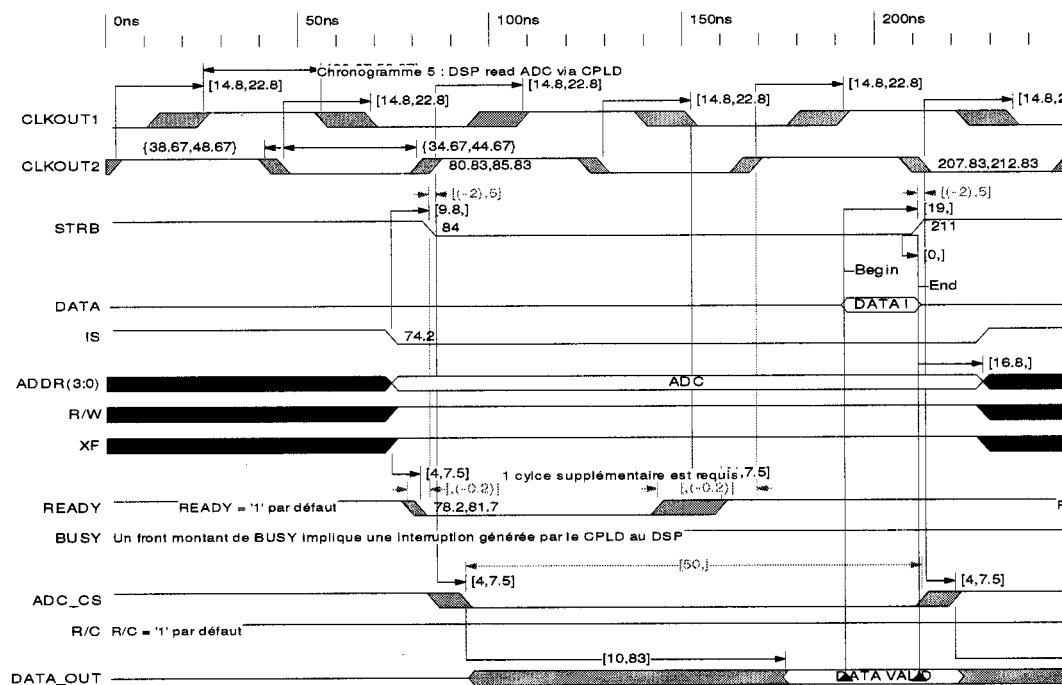 0ns 50ns 100ns 150ns 200ns
Chronogramme 5 : DSP read ADC via CPLD
[14.8,22.8] [14.8,22.8] [14.8,22.8] [14.8,22.8] [14.8,22.8]
CLKOUT1
{38.67,48.67} {34.67,44.67}
CLKOUT2 80.83,85.83 207.83,212.83
[(-2),5] [(-2),5]
[9.8,] [19,]
STRB 84 211
[0,]
Begin
End
DATA DATA I
IS 74.2
[16.8,]
ADDR(3:0) ADC
R/W
XF
[4,7.5] 1 cylce supplémentaire est requis ,7.5]
[,(-0.2)] [,(-0.2)]
READY READY = '1' par défaut 78.2,81.7
BUSY Un front montant de BUSY implique une interruption générée par le CPLD au DSP
[50,]
[4,7.5] [4,7.5]
ADC_CS
R/C R/C = '1' par défaut
[10,83]
DATA_OUT DATA VALID